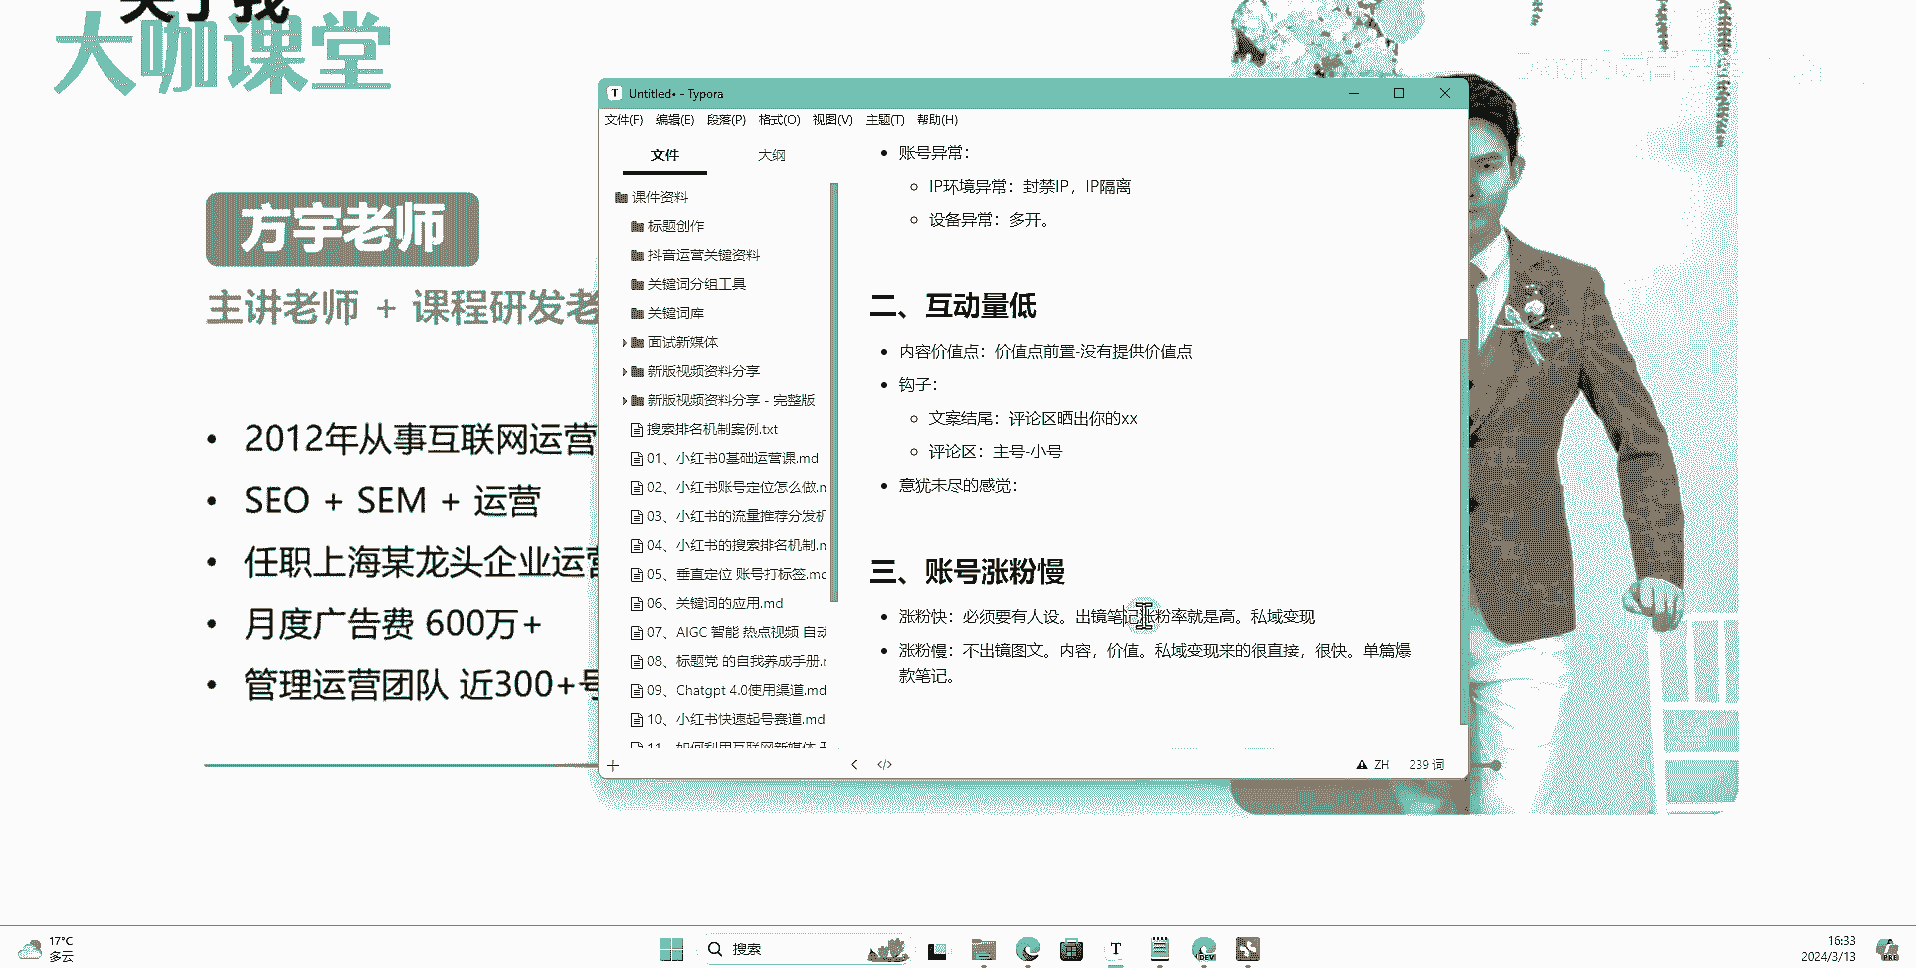 关于我
大咖课堂
方宇老师
主讲老师 + 课程研发老
2012年从事互联网运营
SEO + SEM + 运营
任职上海某龙头企业运营
月度广告费 600万+
管理运营团队 近300+号
Untitled• - Typora
文件(F) 编辑(E) 段落(P) 格式(O) 视图(V) 主题(T) 帮助(H)
文件 大纲
课件资料
标题创作
抖音运营关键资料
关键词分组工具
关键词库
面试新媒体
新版视频资料分享
新版视频资料分享 - 完整版
搜索排名机制案例.txt
01、小红书0基础运营课.md
02、小红书账号定位怎么做.m
03、小红书的流量推荐分发机
04、小红书的搜索排名机制.m
05、垂直定位 账号打标签.md
06、关键词的应用.md
07、AIGC 智能 热点视频 自动
08、标题党 的自我养成手册.m
09、Chatgpt 4.0使用渠道.md
10、小红书快速起号赛道.md
11、如何利用互联网新媒体
账号异常：
IP环境异常：封禁IP，IP隔离
设备异常：多开。
二、互动量低
内容价值点：价值点前置-没有提供价值点
钩子：
文案结尾：评论区晒出你的xx
评论区：主号-小号
意犹未尽的感觉：
三、账号涨粉慢
涨粉快：必须要有人设。出镜笔记涨粉率就是高。私域变现
涨粉慢：不出镜图文。内容，价值。私域变现来的很直接，很快。单篇爆
款笔记。
ZH 239 词
17°C
多云
搜索
T
DEV
16:33
2024/3/13
PRE